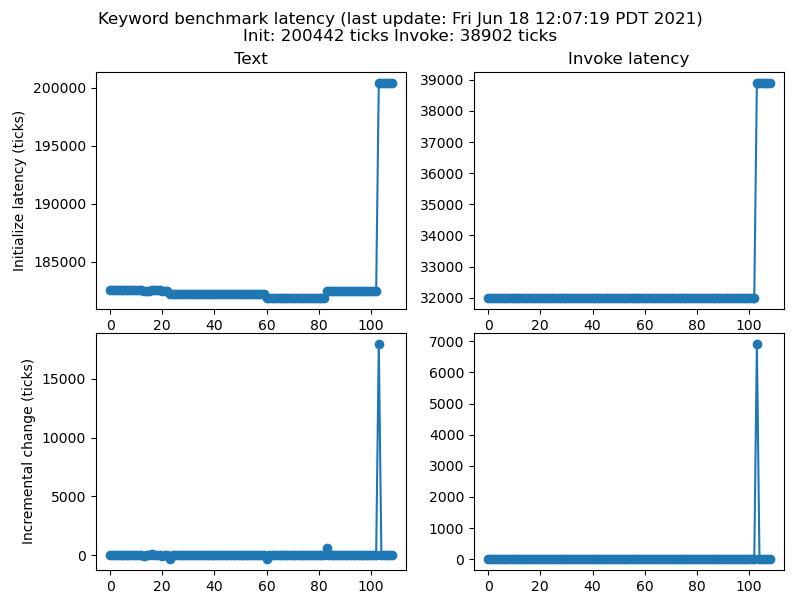 Keyword benchmark latency (last update: Fri Jun 18 12:07:19 PDT 2021)
Init: 200442 ticks Invoke: 38902 ticks
Text
Invoke latency
Initialize latency (ticks)
200000
195000
190000
185000
0 20 40 60 80 100
39000
38000
37000
36000
35000
34000
33000
32000
0 20 40 60 80 100
Incremental change (ticks)
15000
10000
5000
0
0 20 40 60 80 100
7000
6000
5000
4000
3000
2000
1000
0
0 20 40 60 80 100